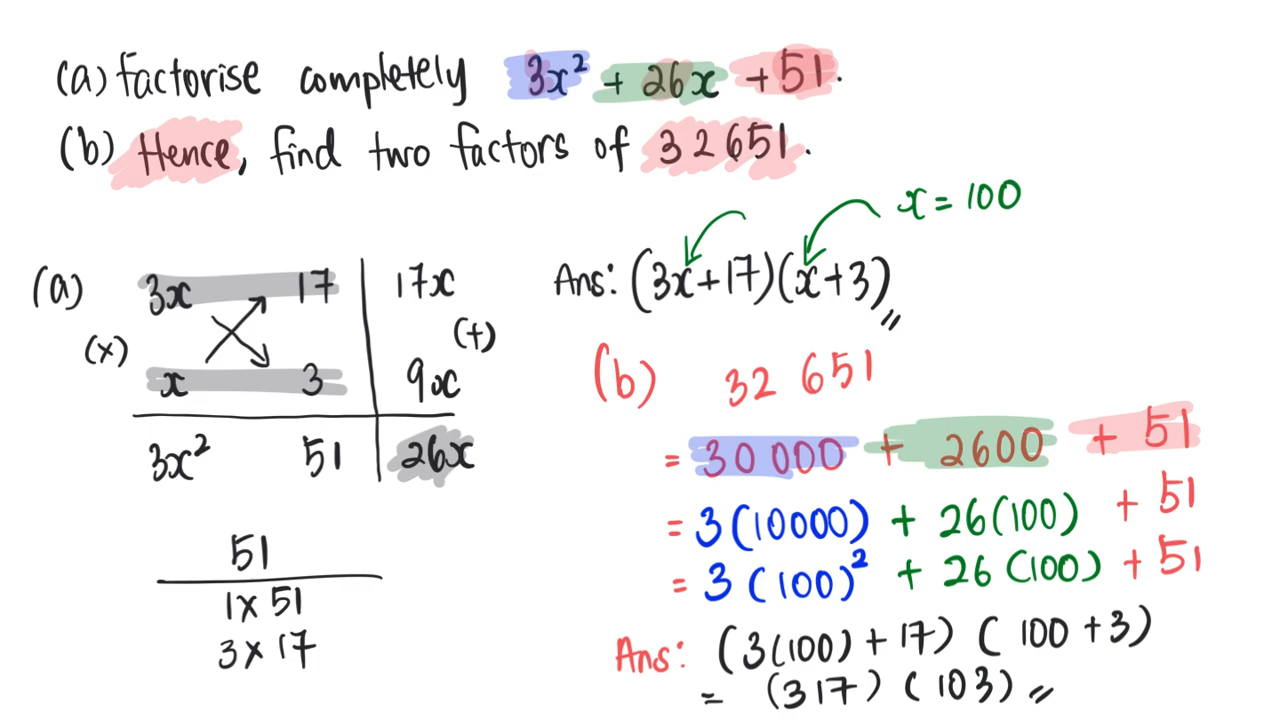 (a) factorise completely 3x² + 26x + 51.
(b) Hence, find two factors of 32651.
x = 100
(a) 3x 17 17x
(x) (+)
x 3 9x
3x² 51 26x
51
1 x 51
3 x 17
Ans: (3x+17)(x+3)
(b) 32 651
= 30 000 + 2600 + 51
= 3(10000) + 26(100) + 51
= 3(100)² + 26(100) + 51
Ans: (3(100) + 17) (100 + 3)
= (317) (103)